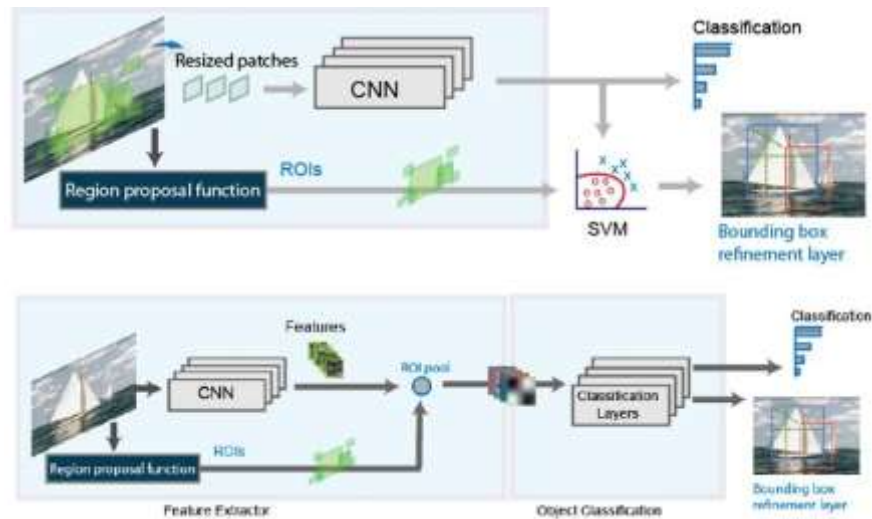 Classification
Resized patches
CNN
ROIs
Region proposal function
SVM
Bounding box
refinement layer
Features
Classification
ROI pool
CNN
Classification
Layers
ROIs
Region proposal function
Bounding box
refinement layer
Feature Extractor
Object Classification